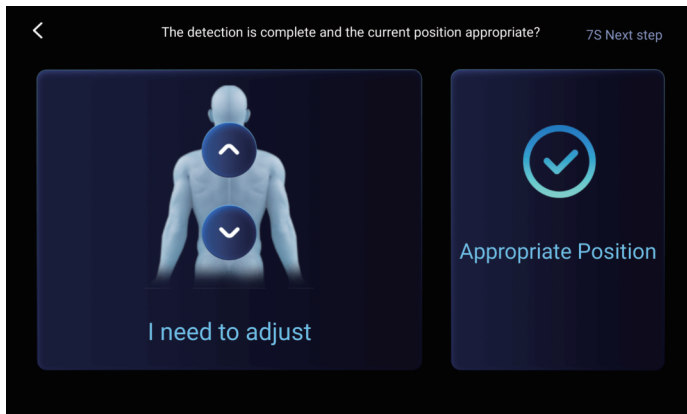 The detection is complete and the current position appropriate?
7S Next step
I need to adjust
Appropriate Position